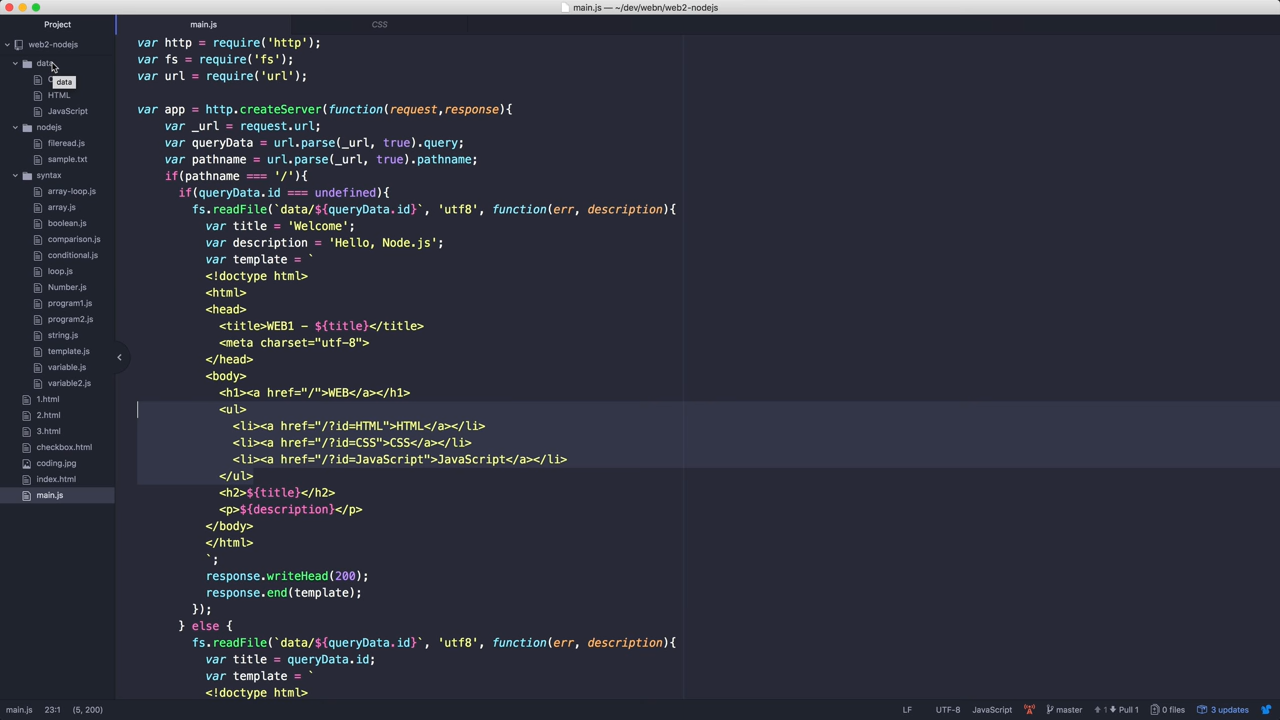 main.js — ~/dev/webn/web2-nodejs
Project
main.js
CSS
web2-nodejs
data
data
HTML
JavaScript
nodejs
fileread.js
sample.txt
syntax
array-loop.js
array.js
boolean.js
comparison.js
conditional.js
loop.js
Number.js
program1.js
program2.js
string.js
template.js
variable.js
variable2.js
1.html
2.html
3.html
checkbox.html
coding.jpg
index.html
main.js
var http = require('http');
var fs = require('fs');
var url = require('url');
var app = http.createServer(function(request,response){
var _url = request.url;
var queryData = url.parse(_url, true).query;
var pathname = url.parse(_url, true).pathname;
if(pathname === '/'){
if(queryData.id === undefined){
fs.readFile(`data/${queryData.id}`, 'utf8', function(err, description){
var title = 'Welcome';
var description = 'Hello, Node.js';
var template = `
<!doctype html>
<html>
<head>
<title>WEB1 - ${title}</title>
<meta charset="utf-8">
</head>
<body>
<h1><a href="/">WEB</a></h1>
<ul>
<li><a href="/?id=HTML">HTML</a></li>
<li><a href="/?id=CSS">CSS</a></li>
<li><a href="/?id=JavaScript">JavaScript</a></li>
</ul>
<h2>${title}</h2>
<p>${description}</p>
</body>
</html>
`;
response.writeHead(200);
response.end(template);
});
} else {
fs.readFile(`data/${queryData.id}`, 'utf8', function(err, description){
var title = queryData.id;
var template = `
<!doctype html>
main.js 23:1 (5, 200) LF UTF-8 JavaScript master 1 Pull 1 0 files 3 updates